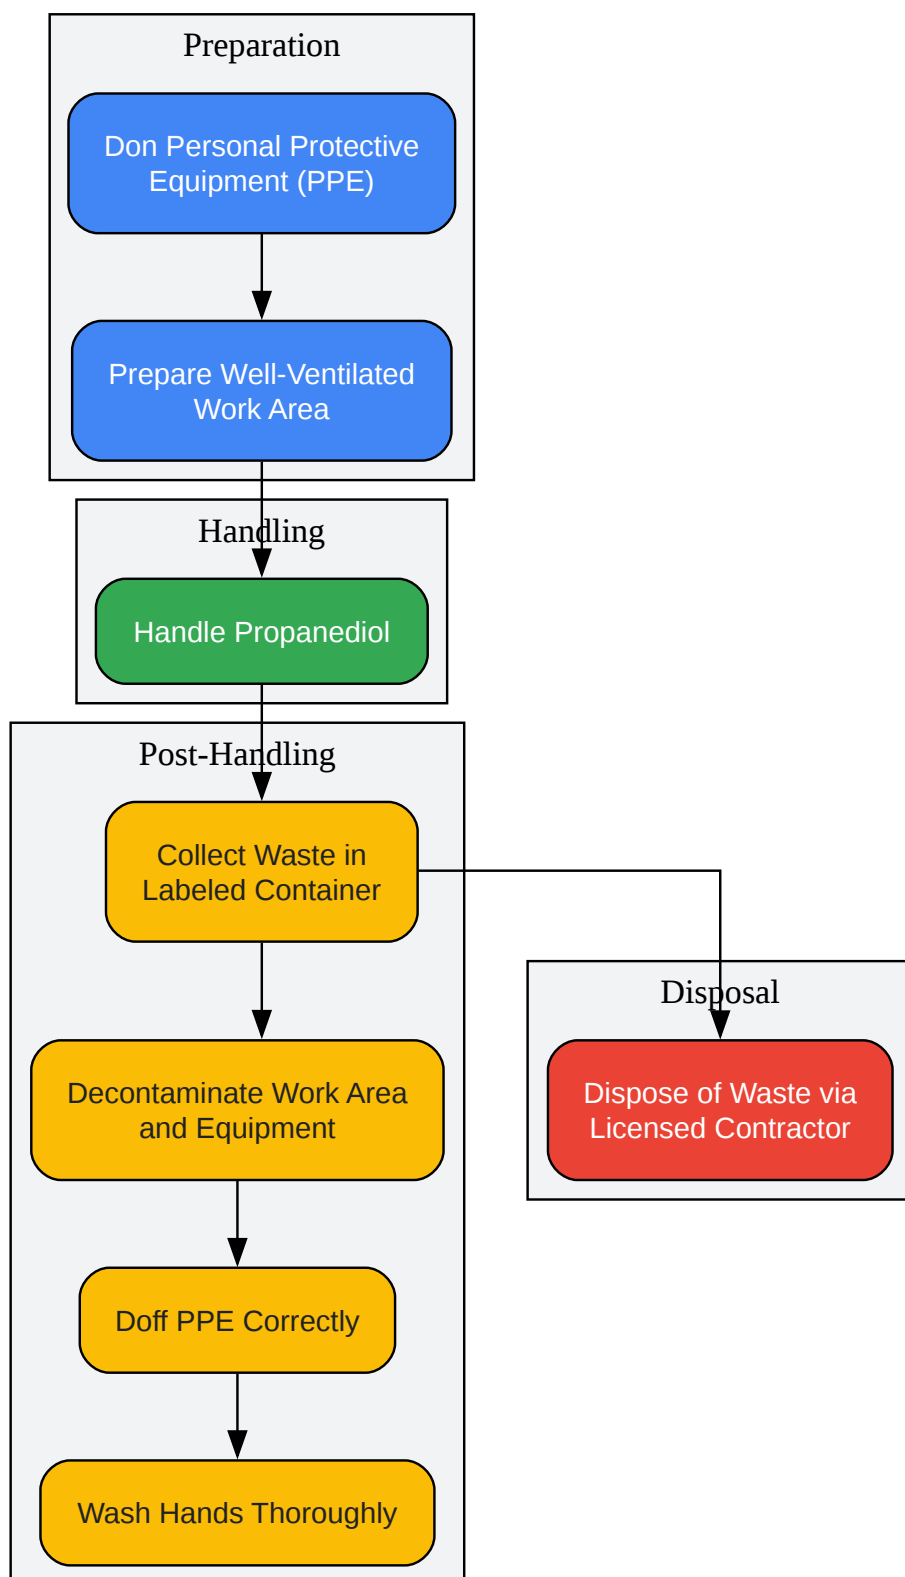 Preparation
Don Personal Protective
Equipment (PPE)
Prepare Well-Ventilated
Work Area
Handling
Handle Propanediol
Post-Handling
Collect Waste in
Labeled Container
Disposal
Dispose of Waste via
Licensed Contractor
Decontaminate Work Area
and Equipment
Doff PPE Correctly
Wash Hands Thoroughly